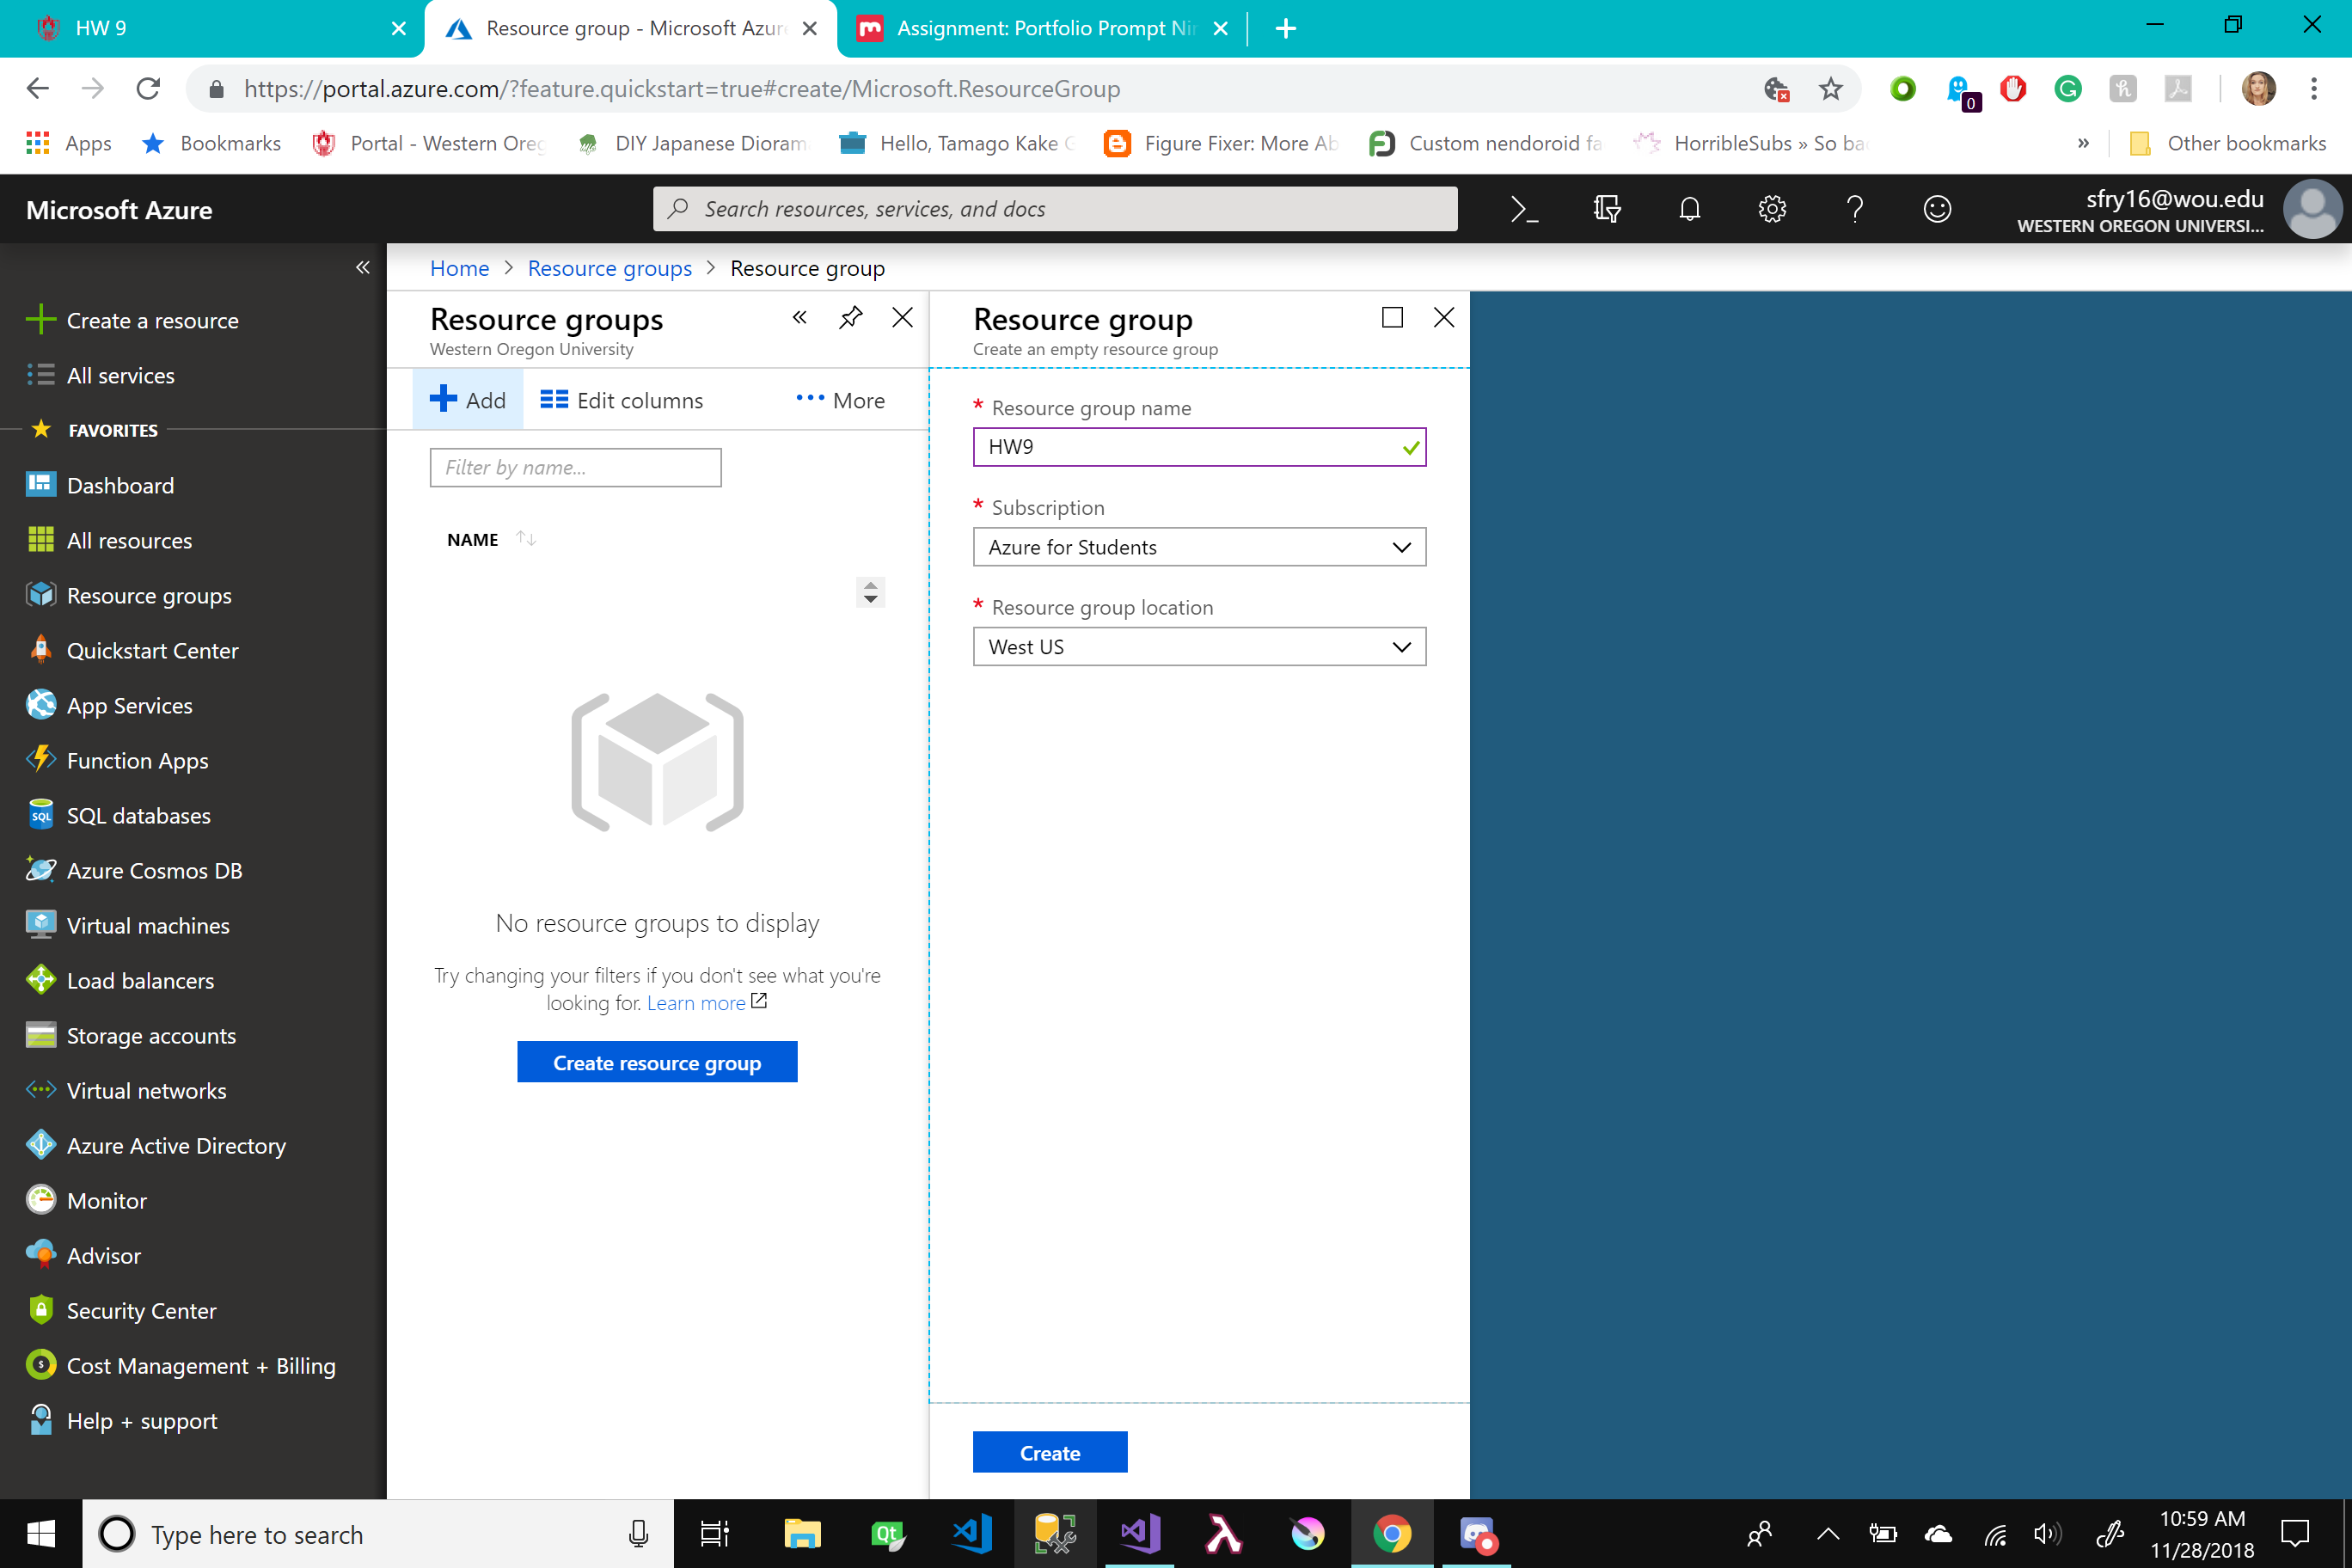 HW 9
Resource group - Microsoft Azur
Assignment: Portfolio Prompt Nin
https://portal.azure.com/?feature.quickstart=true#create/Microsoft.ResourceGroup
0
Apps
Bookmarks
Portal - Western Oreg
DIY Japanese Dioram
Hello, Tamago Kake G
Figure Fixer: More Ab
Custom nendoroid fa
HorribleSubs » So ba
»
Other bookmarks
Microsoft Azure
Search resources, services, and docs
sfry16@wou.edu
WESTERN OREGON UNIVERSI...
Home > Resource groups > Resource group
Create a resource
All services
FAVORITES
Dashboard
All resources
Resource groups
Quickstart Center
App Services
Function Apps
SQL databases
Azure Cosmos DB
Virtual machines
Load balancers
Storage accounts
Virtual networks
Azure Active Directory
Monitor
Advisor
Security Center
Cost Management + Billing
Help + support
Resource groups
Western Oregon University
Add
Edit columns
More
Filter by name...
NAME
No resource groups to display
Try changing your filters if you don't see what you're
looking for. Learn more
Create resource group
Resource group
Create an empty resource group
* Resource group name
HW9
* Subscription
Azure for Students
* Resource group location
West US
Create
Type here to search
10:59 AM
11/28/2018